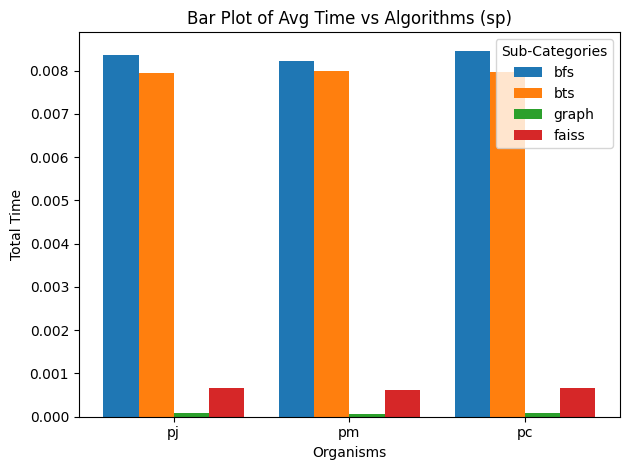 Bar Plot of Avg Time vs Algorithms (sp)
Sub-Categories
bfs
bts
graph
faiss
Total Time
0.008
0.007
0.006
0.005
0.004
0.003
0.002
0.001
0.000
pj
pm
pc
Organisms